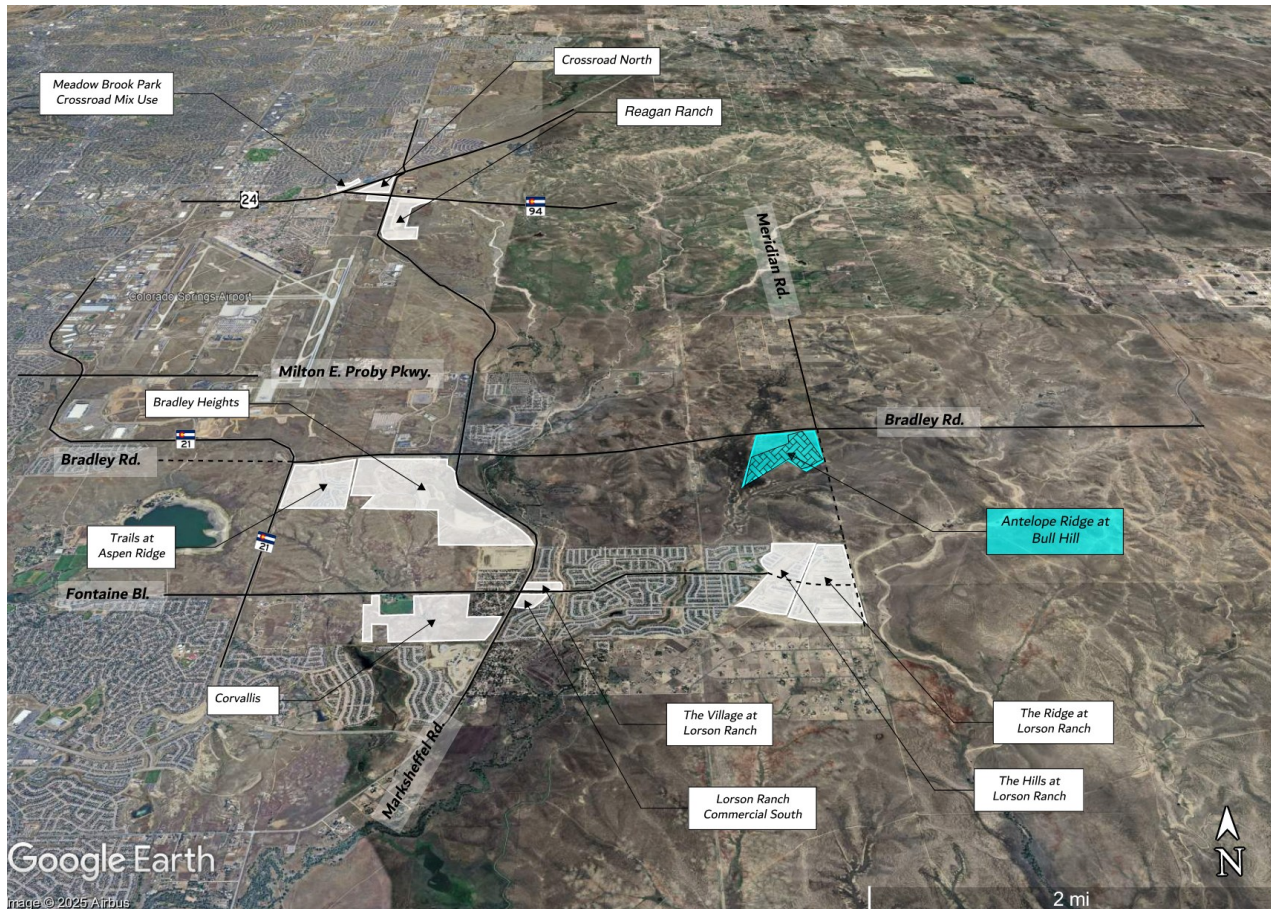 Crossroad North
Meadow Brook Park
Crossroad Mix Use
Reagan Ranch
24
94
Meridian Rd.
Colorado Springs Airport
Milton E. Proby Pkwy.
Bradley Heights
Bradley Rd.
21
Bradley Rd.
Antelope Ridge at
Bull Hill
Trails at
Aspen Ridge
21
Fontaine Bl.
Corvallis
The Village at
Lorson Ranch
The Ridge at
Lorson Ranch
Marksheffel Rd.
The Hills at
Lorson Ranch
Lorson Ranch
Commercial South
N
Google Earth
2 mi
mage © 2025 Airbus